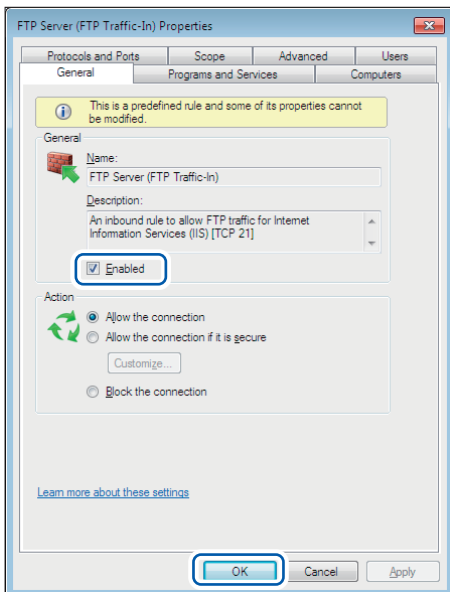 FTP Server (FTP Traffic-In) Properties
Protocols and Ports Scope Advanced Users
General Programs and Services Computers
This is a predefined rule and some of its properties cannot
be modified.
General
Name:
FTP Server (FTP Traffic-In)
Description:
An inbound rule to allow FTP traffic for Internet
Information Services (IIS) [TCP 21]
Enabled
Action
Allow the connection
Allow the connection if it is secure
Customize...
Block the connection
Learn more about these settings
OK Cancel Apply